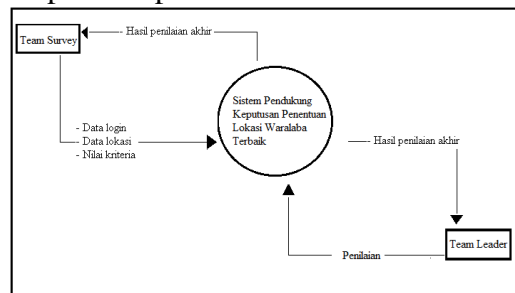 Team Survey
- Hasil penilaian akhir
Sistem Pendukung
Keputusan Penentuan
Lokasi Waralaba
Terbaik
- Data login
- Data lokasi
- Nilai kriteria
- Hasil penilaian akhir
Team Leader
Penilaian